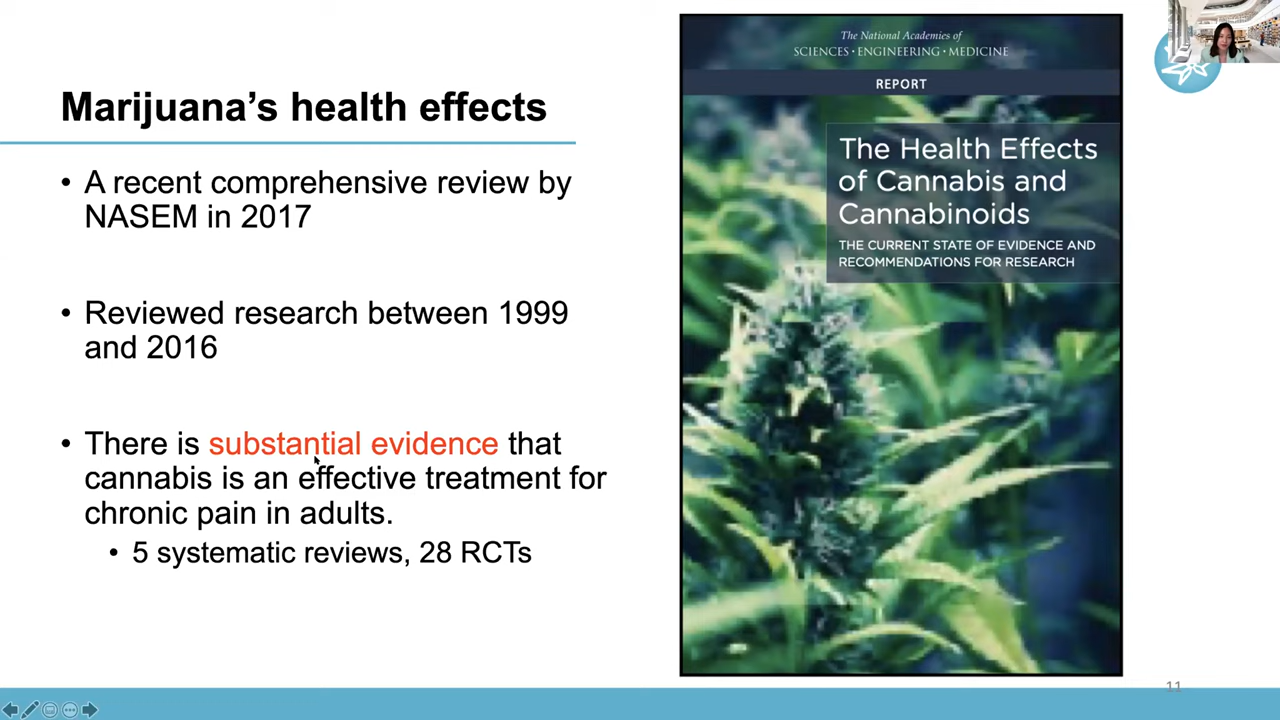 Marijuana’s health effects
• A recent comprehensive review by
NASEM in 2017
• Reviewed research between 1999
and 2016
• There is substantial evidence that
cannabis is an effective treatment for
chronic pain in adults.
• 5 systematic reviews, 28 RCTs
The National Academies of
SCIENCES • ENGINEERING • MEDICINE
REPORT
The Health Effects
of Cannabis and
Cannabinoids
THE CURRENT STATE OF EVIDENCE AND
RECOMMENDATIONS FOR RESEARCH
11